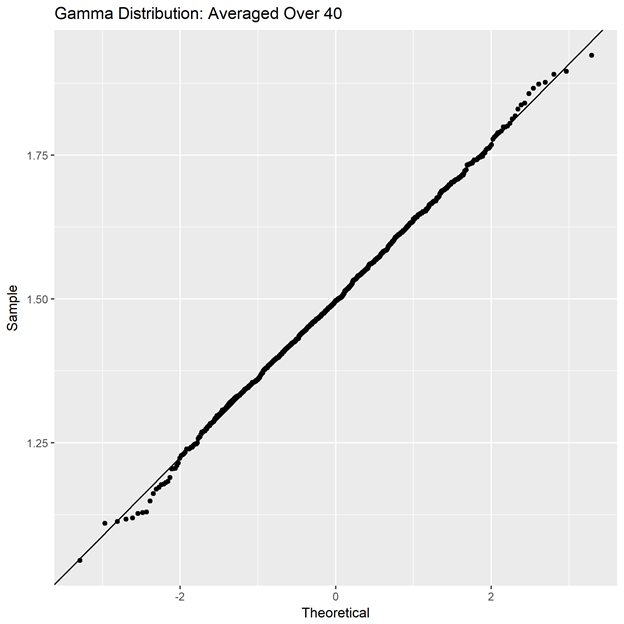 Gamma Distribution: Averaged Over 40
Sample
1.75
1.50
1.25
-2 0 2
Theoretical